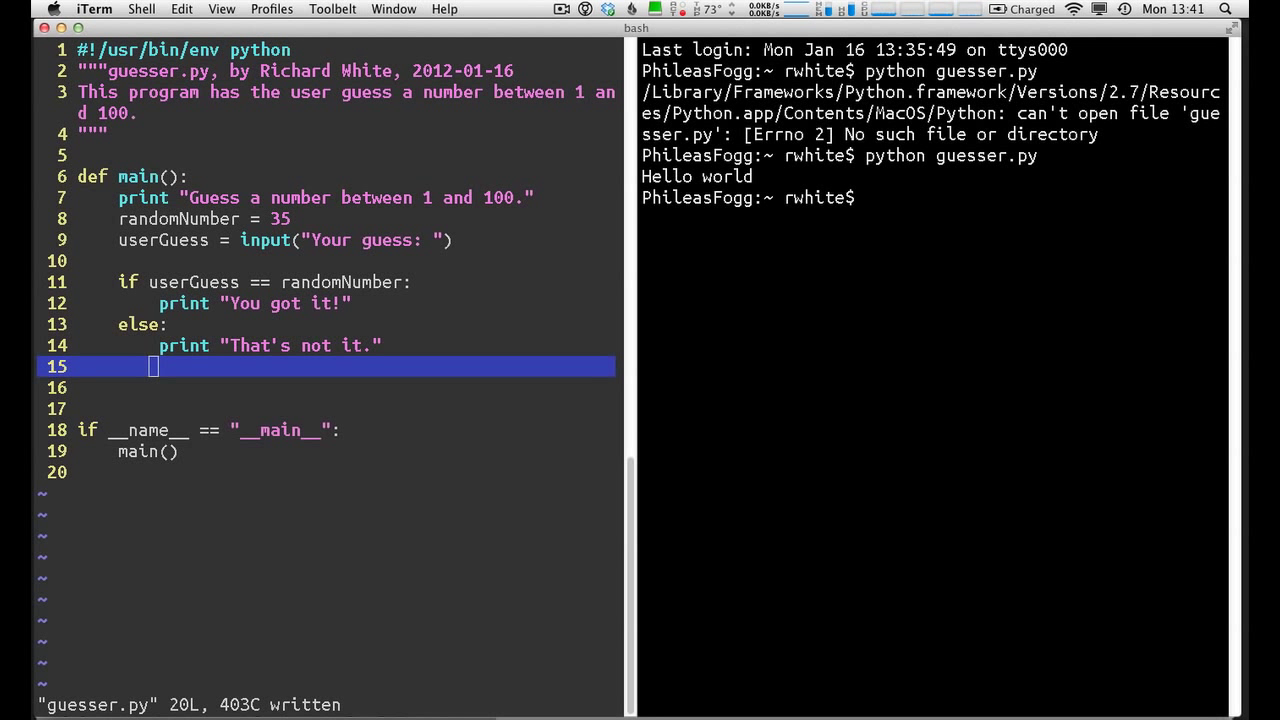 iTerm Shell Edit View Profiles Toolbelt Window Help 73° 0.0KB/s 0.0KB/s Charged Mon 13:41
bash
1 #!/usr/bin/env python
2 """guesser.py, by Richard White, 2012-01-16
3 This program has the user guess a number between 1 an
d 100.
4 """
5
6 def main():
7 print "Guess a number between 1 and 100."
8 randomNumber = 35
9 userGuess = input("Your guess: ")
10
11 if userGuess == randomNumber:
12 print "You got it!"
13 else:
14 print "That's not it."
15
16
17
18 if __name__ == "__main__":
19 main()
20
~
~
~
~
~
~
~
~
~
~
"guesser.py" 20L, 403C written
Last login: Mon Jan 16 13:35:49 on ttys000
PhileasFogg:~ rwhite$ python guesser.py
/Library/Frameworks/Python.framework/Versions/2.7/Resourc
es/Python.app/Contents/MacOS/Python: can't open file 'gue
sser.py': [Errno 2] No such file or directory
PhileasFogg:~ rwhite$ python guesser.py
Hello world
PhileasFogg:~ rwhite$